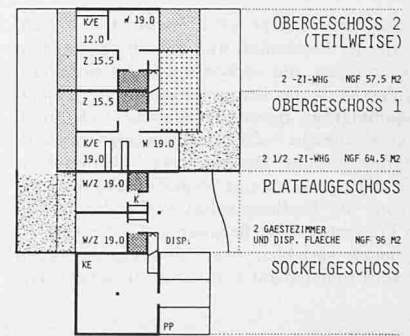 K/E
W 19.0
12.0
OBERGESCHOSS 2
(TEILWEISE)
Z 15.5
2 -ZI-WHG NGF 57.5 M2
Z 15.5
OBERGESCHOSS 1
K/E
W 19.0
19.0
2 1/2 -ZI-WHG NGF 64.5 M2
W/Z 19.0
PLATEAUGESCHOSS
K
W/Z 19.0
DISP.
2 GAESTEZIMMER
UND DISP. FLAECHE NGF 96 M2
KE
SOCKELGESCHOSS
PP